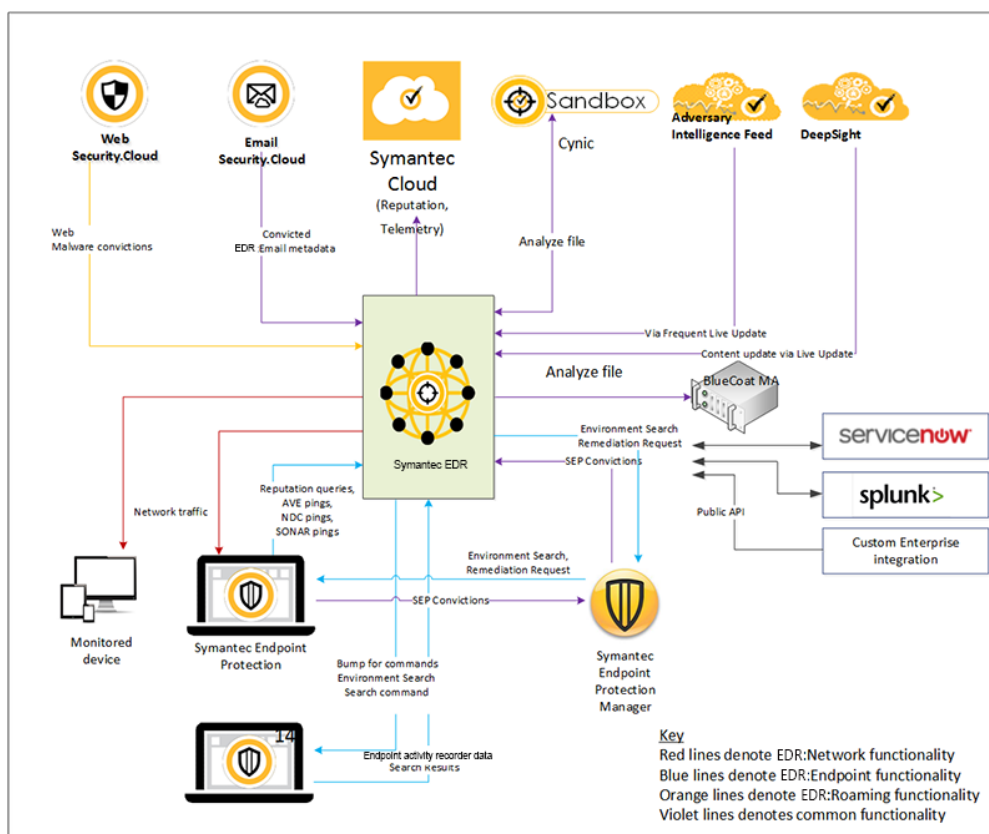 Web
Security.Cloud
Email
Security.Cloud
Symantec
Cloud
(Reputation,
Telemetry)
Sandbox
Cynic
Adversary
Intelligence Feed
DeepSight
Web
Malware convictions
Convicted
EDR:Email metadata
Analyze file
Via Frequent Live Update
Content update via Live Update
Analyze file
BlueCoat MA
Symantec EDR
Environment Search
Remediation Request
SEP Convictions
servicenow
splunk>
Public API
Custom Enterprise
integration
Reputation queries,
AVE pings,
NDC pings,
SONAR pings
Network traffic
Environment Search,
Remediation Request
SEP Convictions
Monitored
device
Symantec Endpoint
Protection
Symantec
Endpoint
Protection
Manager
Bump for commands
Environment Search
Search command
14
Endpoint activity recorder data
Search Results
Key
Red lines denote EDR:Network functionality
Blue lines denote EDR:Endpoint functionality
Orange lines denote EDR:Roaming functionality
Violet lines denotes common functionality